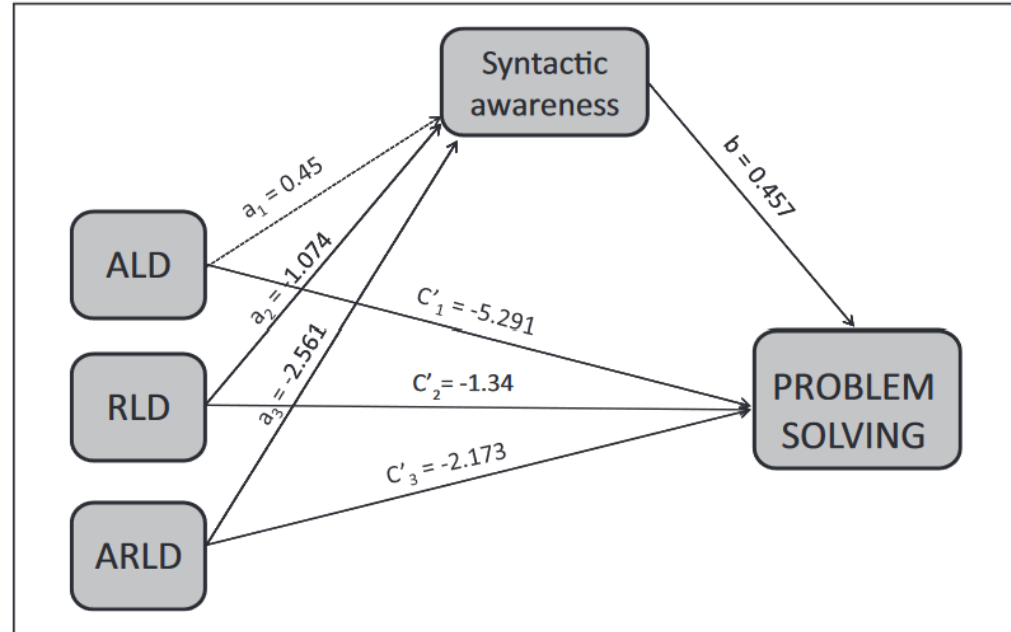 Syntactic
awareness
a₁ = 0.45
b = 0.457
ALD
a₂ = -1.074
C'₁ = -5.291
a₃ = -2.561
RLD
C'₂= -1.34
PROBLEM
SOLVING
C'₃ = -2.173
ARLD